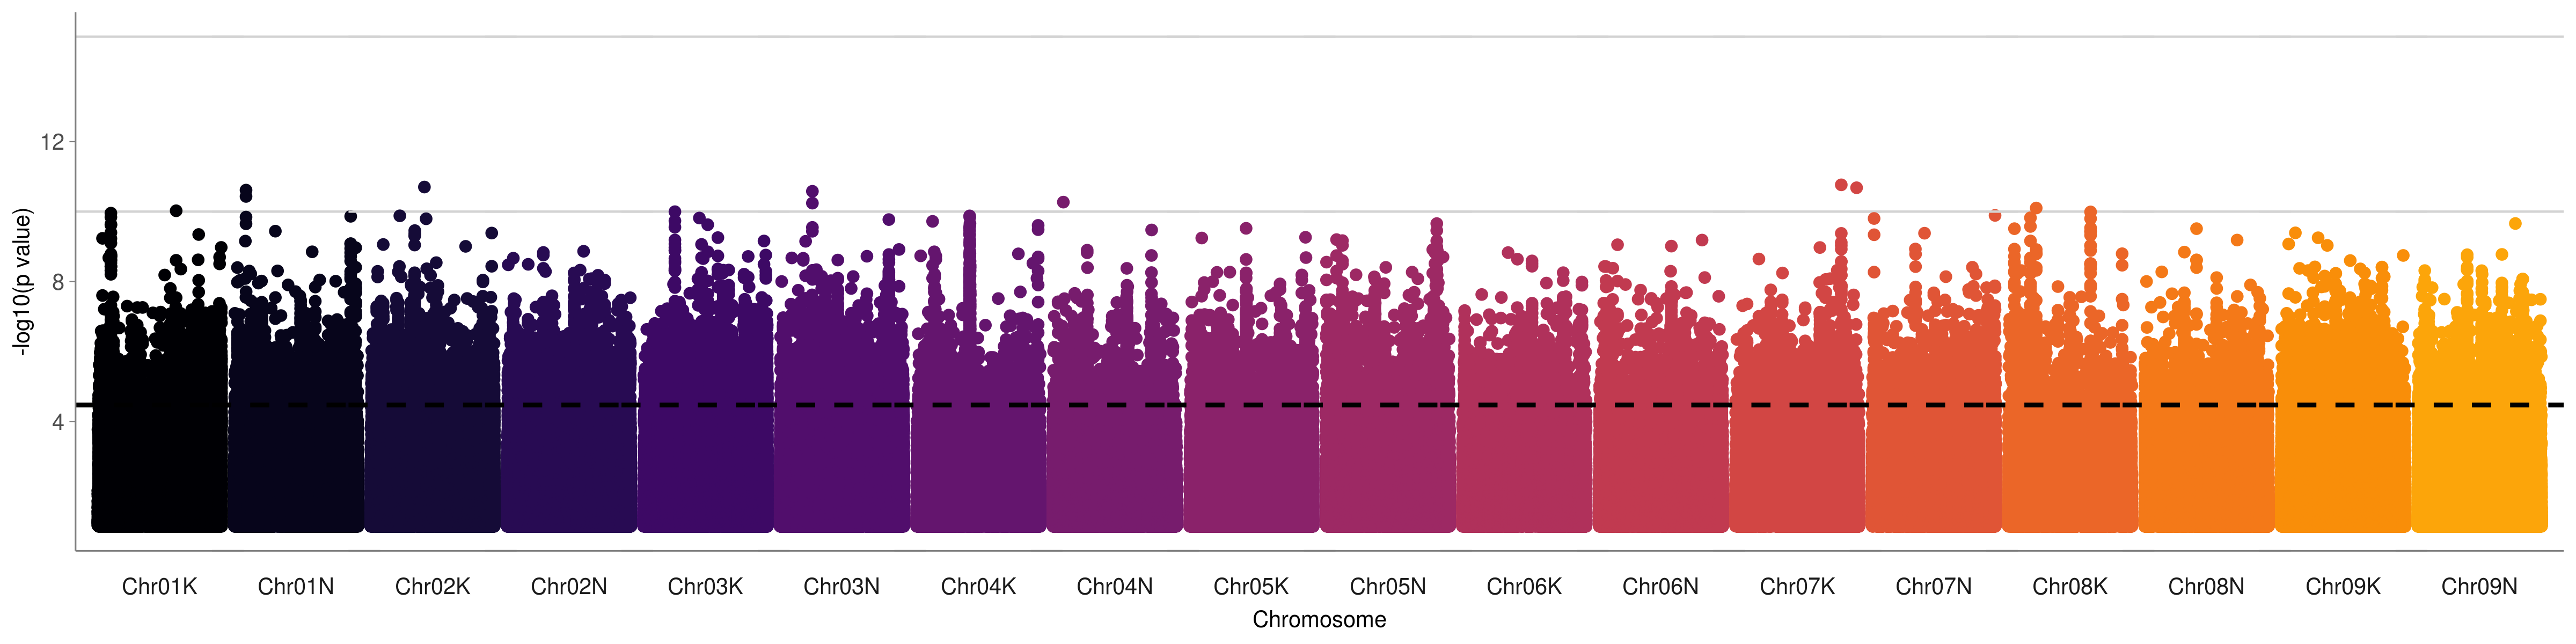 -log10(p value)
12
8
4
Chr01K Chr01N Chr02K Chr02N Chr03K Chr03N Chr04K Chr04N Chr05K Chr05N Chr06K Chr06N Chr07K Chr07N Chr08K Chr08N Chr09K Chr09N
Chromosome